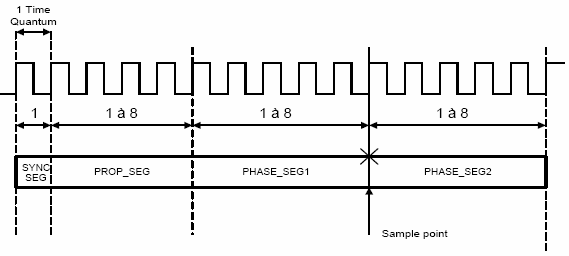 1 Time
Quantum
1
1 à 8
1 à 8
1 à 8
SYNC
SEG
PROP_SEG
PHASE_SEG1
PHASE_SEG2
Sample point